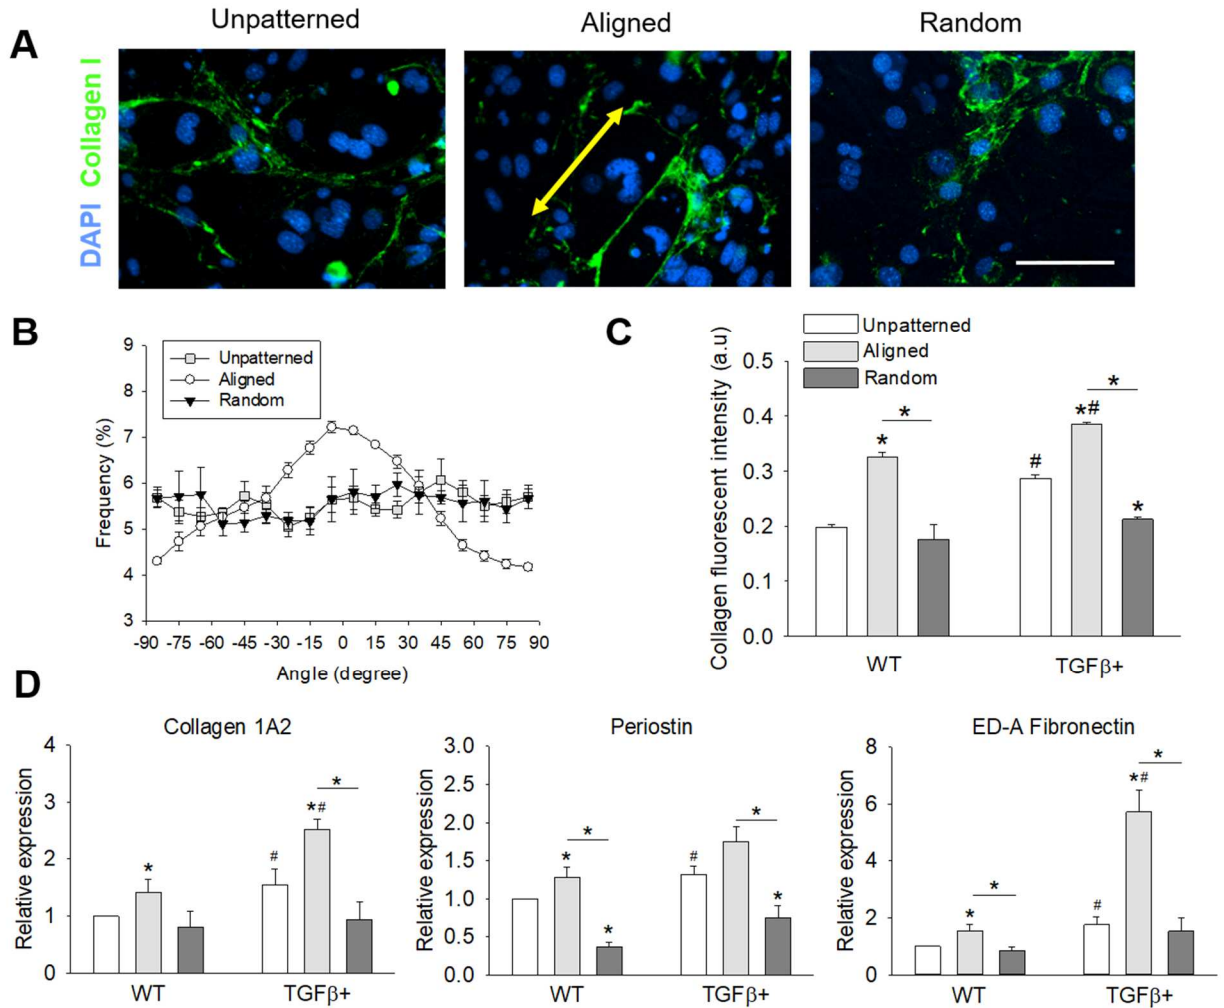 Unpatterned
Aligned
Random
A
DAPI Collagen I
B
9
8
7
6
5
4
3
Frequency (%)
Unpatterned
Aligned
Random
-90 -75 -60 -45 -30 -15 0 15 30 45 60 75 90
Angle (degree)
C
Unpatterned
Aligned
Random
Collagen fluorescent intensity (a.u)
0.5
0.4
0.3
0.2
0.1
0.0
*
*
*
*#
#
*
WT
TGFβ+
D
Collagen 1A2
Relative expression
4
3
2
1
0
*
*
*#
#
WT
TGFβ+
Periostin
Relative expression
3.0
2.5
2.0
1.5
1.0
0.5
0.0
*
*
*
*
#
*
WT
TGFβ+
ED-A Fibronectin
Relative expression
8
6
4
2
0
*
*
*
*#
#
WT
TGFβ+